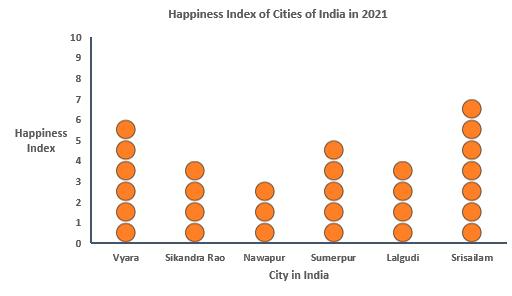 Happiness Index of Cities of India in 2021
10
9
8
7
6
5
4
3
2
1
0
Happiness
Index
Vyara Sikandra Rao Nawapur Sumerpur Lalgudi Srisailam
City in India